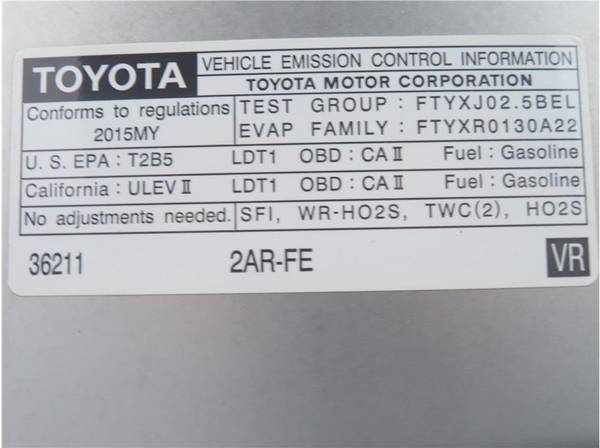 TOYOTA
VEHICLE EMISSION CONTROL INFORMATION
TOYOTA MOTOR CORPORATION
Conforms to regulations
2015MY
TEST GROUP : FTYXJ02.5BEL
EVAP FAMILY : FTYXR0130A22
U. S. EPA : T2B5 LDT1 OBD : CA II Fuel : Gasoline
California : ULEV II LDT1 OBD : CA II Fuel : Gasoline
No adjustments needed. SFI, WR-HO2S, TWC(2), HO2S
36211 2AR-FE VR